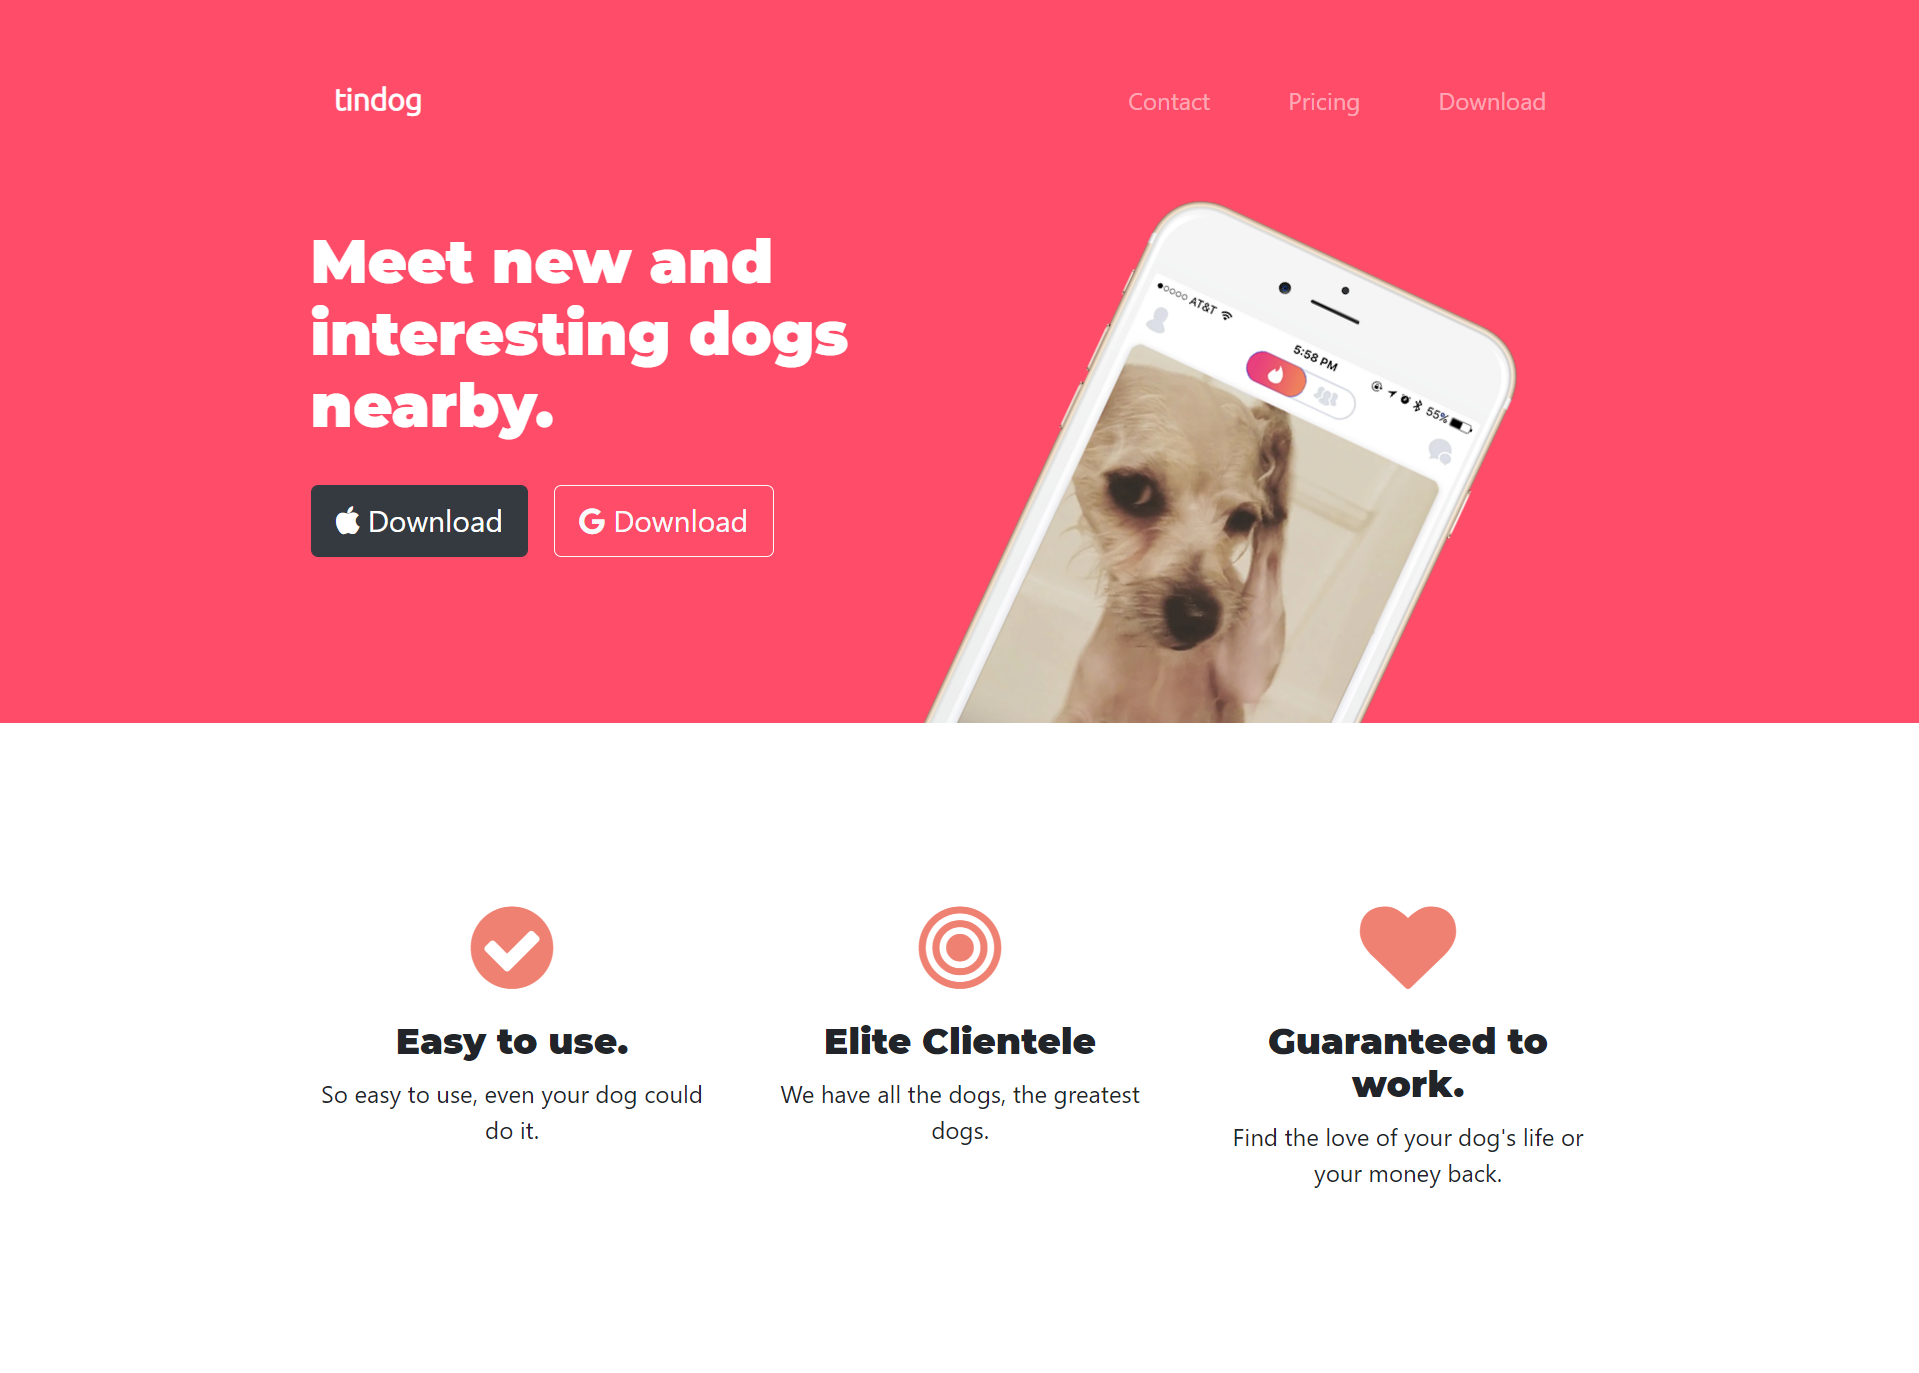 tindog
Contact Pricing Download
Meet new and
interesting dogs
nearby.
Download Download
AT&T
5:58 PM
55%
Easy to use.
So easy to use, even your dog could
do it.
Elite Clientele
We have all the dogs, the greatest
dogs.
Guaranteed to
work.
Find the love of your dog's life or
your money back.